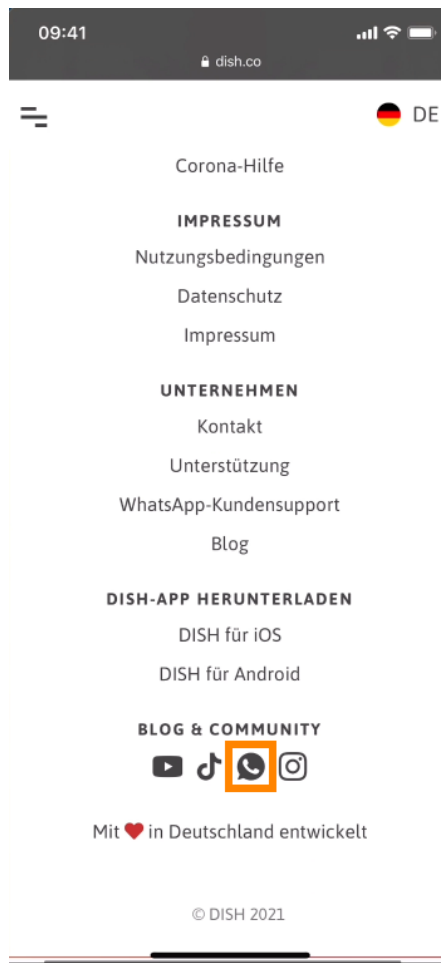 09:41
dish.co
DE
Corona-Hilfe
IMPRESSUM
Nutzungsbedingungen
Datenschutz
Impressum
UNTERNEHMEN
Kontakt
Unterstützung
WhatsApp-Kundensupport
Blog
DISH-APP HERUNTERLADEN
DISH für iOS
DISH für Android
BLOG & COMMUNITY
Mit ❤ in Deutschland entwickelt
© DISH 2021